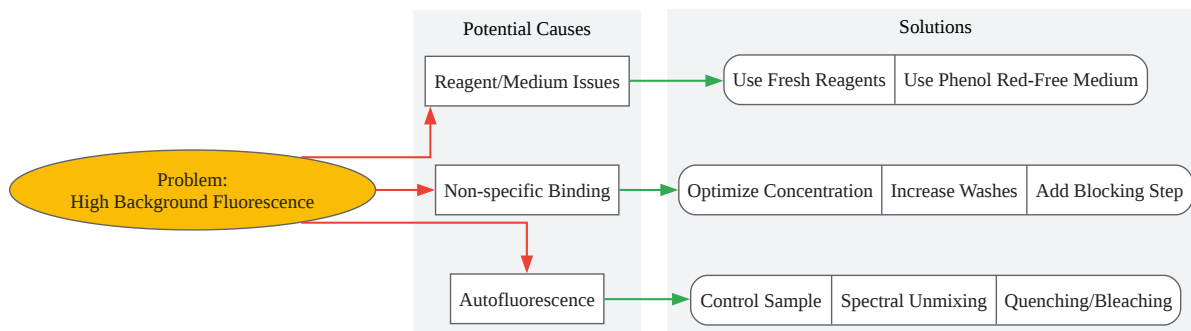 Potential Causes
Solutions
Reagent/Medium Issues
Use Fresh Reagents
Use Phenol Red-Free Medium
Problem:
High Background Fluorescence
Non-specific Binding
Optimize Concentration
Increase Washes
Add Blocking Step
Autofluorescence
Control Sample
Spectral Unmixing
Quenching/Bleaching